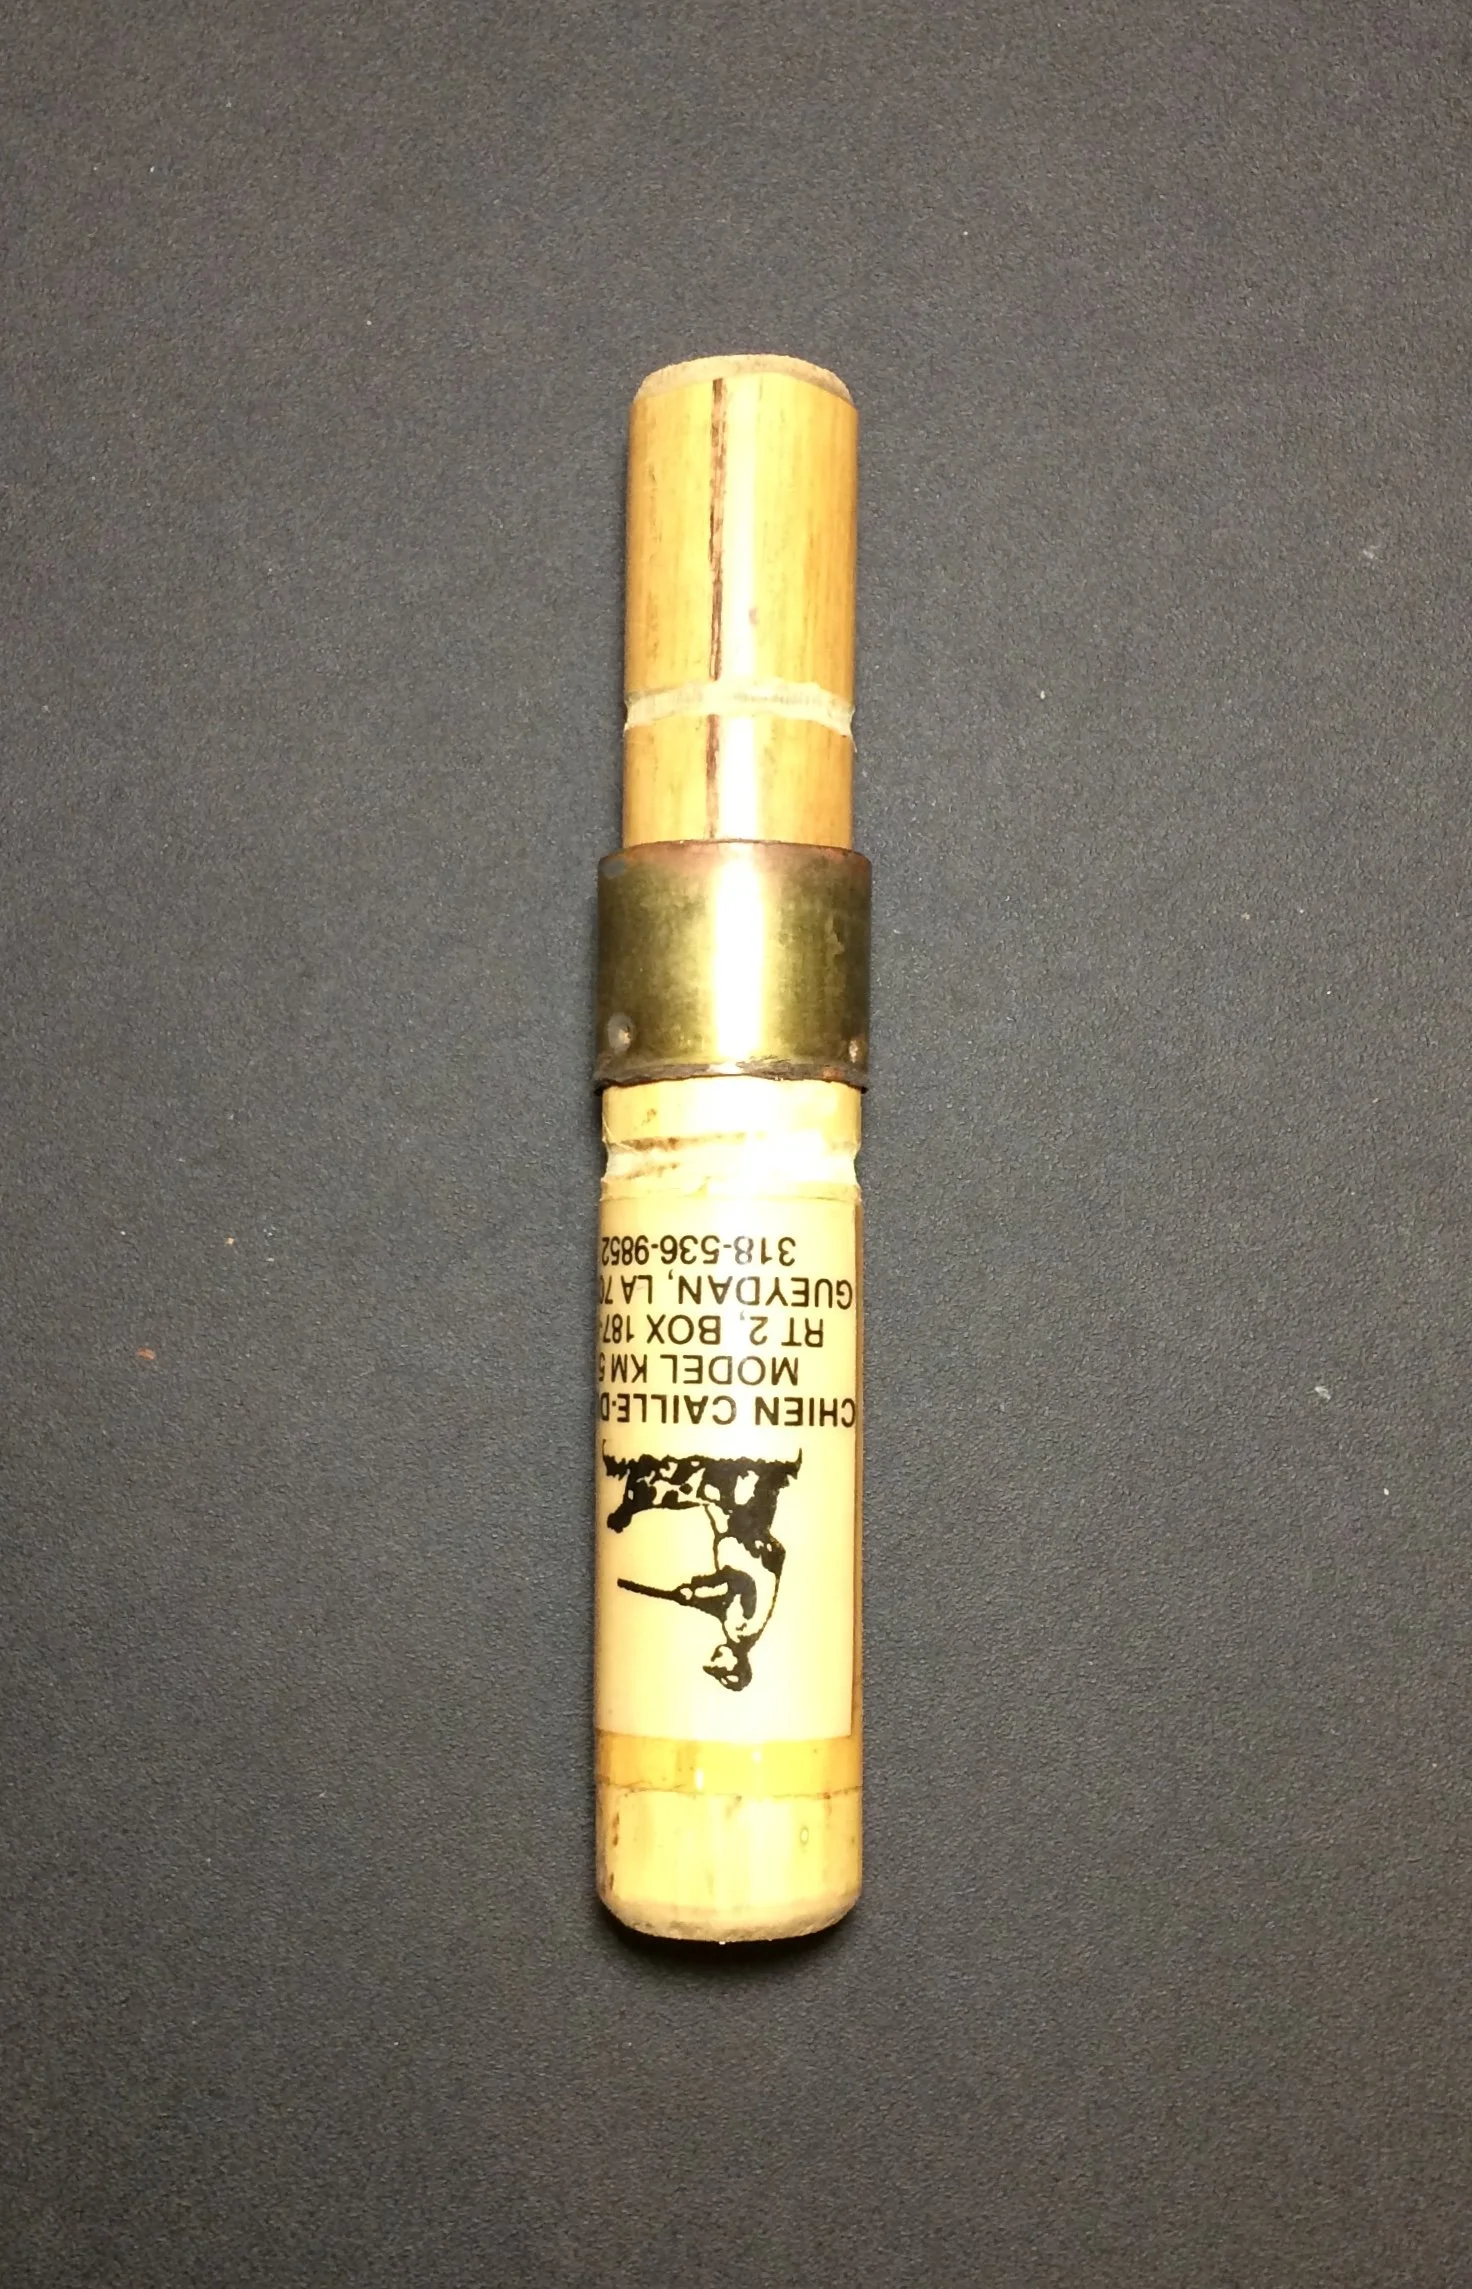 CHIEN CAILLE-D
MODEL KM 5
RT 2, BOX 187
GUEYDAN, LA 70
318-536-9852